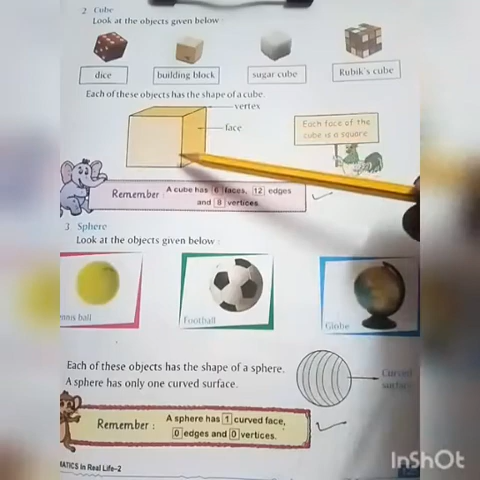 2. Cube
Look at the objects given below
dice
building block
sugar cube
Rubik's cube
Each of these objects has the shape of a cube.
vertex
face
Each face of the
cube is a square
Remember : A cube has 6 faces, 12 edges
and 8 vertices.
3. Sphere
Look at the objects given below :
nnis ball
Football
Globe
Each of these objects has the shape of a sphere.
A sphere has only one curved surface.
Curved
surface
Remember : A sphere has 1 curved face,
0 edges and 0 vertices.
MATICS in Real Life–2
InShOt